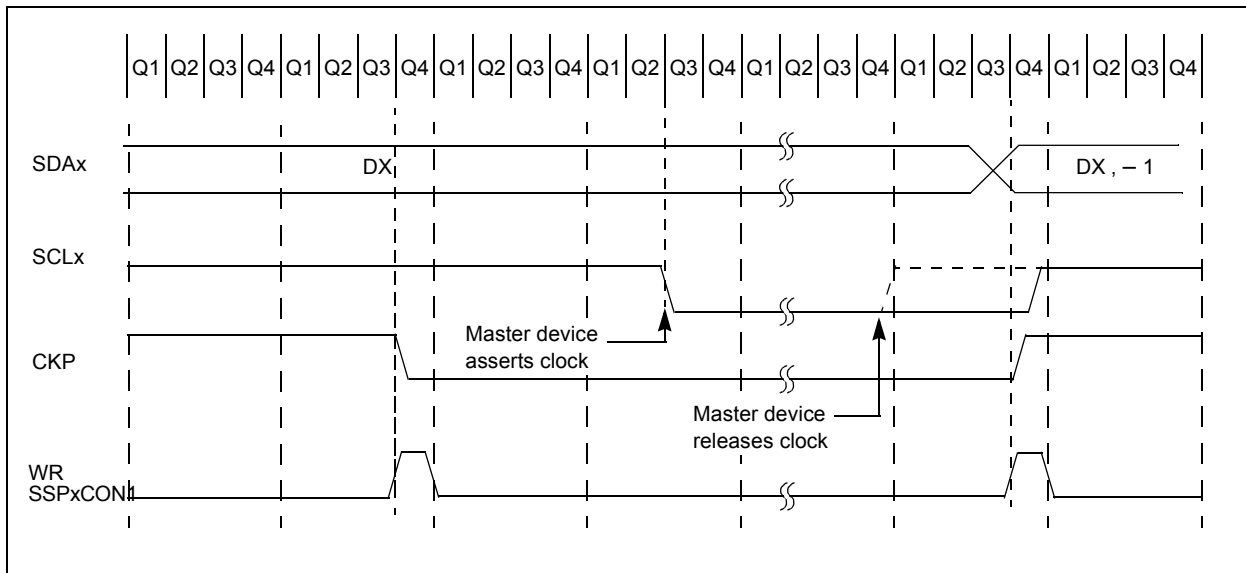 Q1 Q2 Q3 Q4 Q1 Q2 Q3 Q4 Q1 Q2 Q3 Q4 Q1 Q2 Q3 Q4 Q1 Q2 Q3 Q4 Q1 Q2 Q3 Q4 Q1 Q2 Q3 Q4
SDAx
DX
DX , – 1
SCLx
Master device
asserts clock
CKP
Master device
releases clock
WR
SSPxCON1